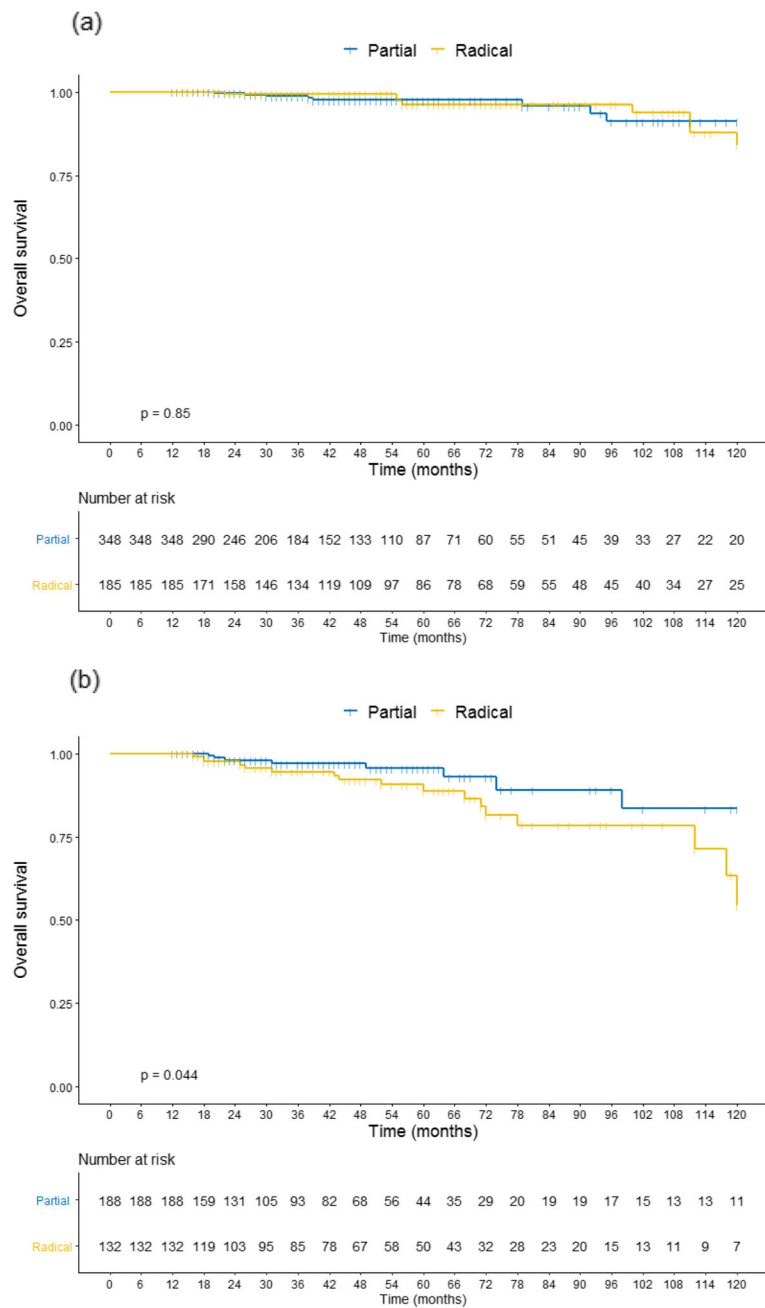 (a)
Partial Radical
1.00
0.75
0.50
0.25
0.00
Overall survival
p = 0.85
0 6 12 18 24 30 36 42 48 54 60 66 72 78 84 90 96 102 108 114 120
Time (months)
Number at risk
Partial 348 348 348 290 246 206 184 152 133 110 87 71 60 55 51 45 39 33 27 22 20
Radical 185 185 185 171 158 146 134 119 109 97 86 78 68 59 55 48 45 40 34 27 25
0 6 12 18 24 30 36 42 48 54 60 66 72 78 84 90 96 102 108 114 120
Time (months)
(b)
Partial Radical
1.00
0.75
0.50
0.25
0.00
Overall survival
p = 0.044
0 6 12 18 24 30 36 42 48 54 60 66 72 78 84 90 96 102 108 114 120
Time (months)
Number at risk
Partial 188 188 188 159 131 105 93 82 68 56 44 35 29 20 19 19 17 15 13 13 11
Radical 132 132 132 119 103 95 85 78 67 58 50 43 32 28 23 20 15 13 11 9 7
0 6 12 18 24 30 36 42 48 54 60 66 72 78 84 90 96 102 108 114 120
Time (months)